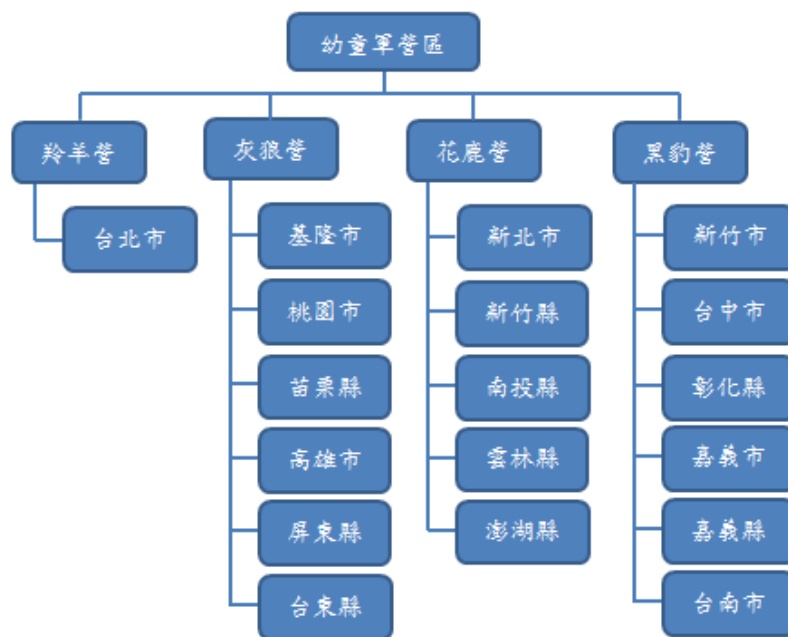 幼童軍營區
羚羊營
台北市
灰狼營
基隆市
桃園市
苗栗縣
高雄市
屏東縣
台東縣
花鹿營
新北市
新竹縣
南投縣
雲林縣
澎湖縣
黑豹營
新竹市
台中市
彰化縣
嘉義市
嘉義縣
台南市